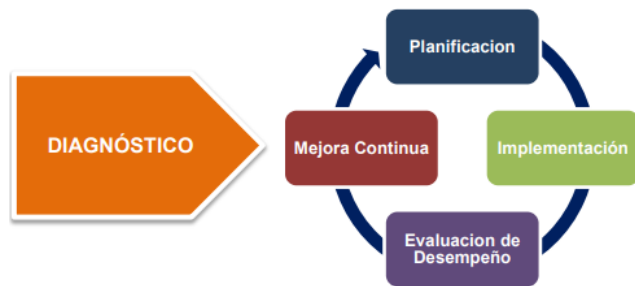 DIAGNÓSTICO
Planificacion
Mejora Continua
Implementación
Evaluacion de
Desempeño